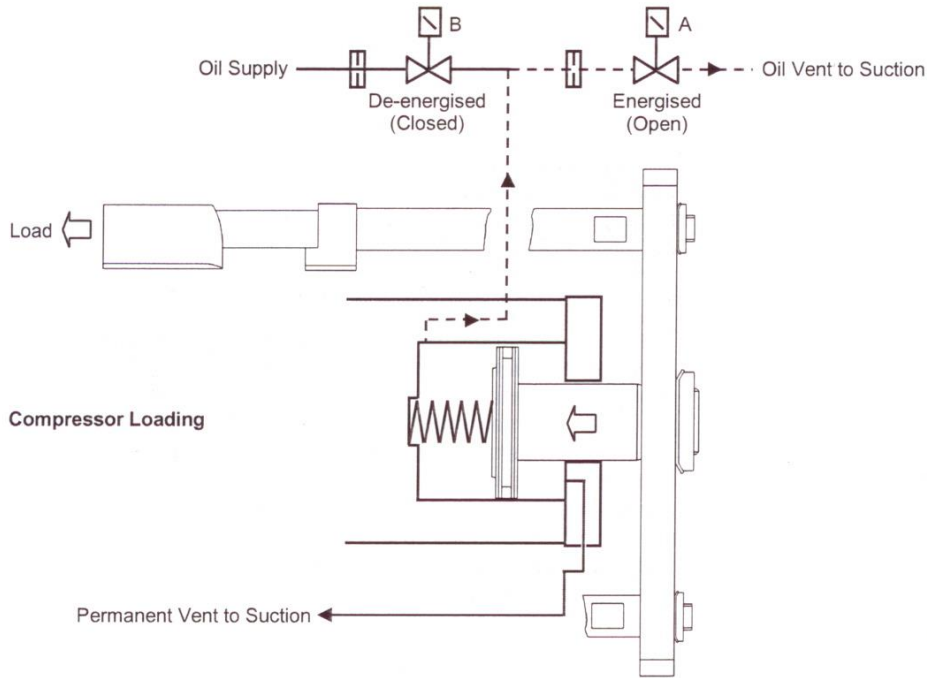 B
A
Oil Supply
Oil Vent to Suction
De-energised
(Closed)
Energised
(Open)
Load
Compressor Loading
Permanent Vent to Suction